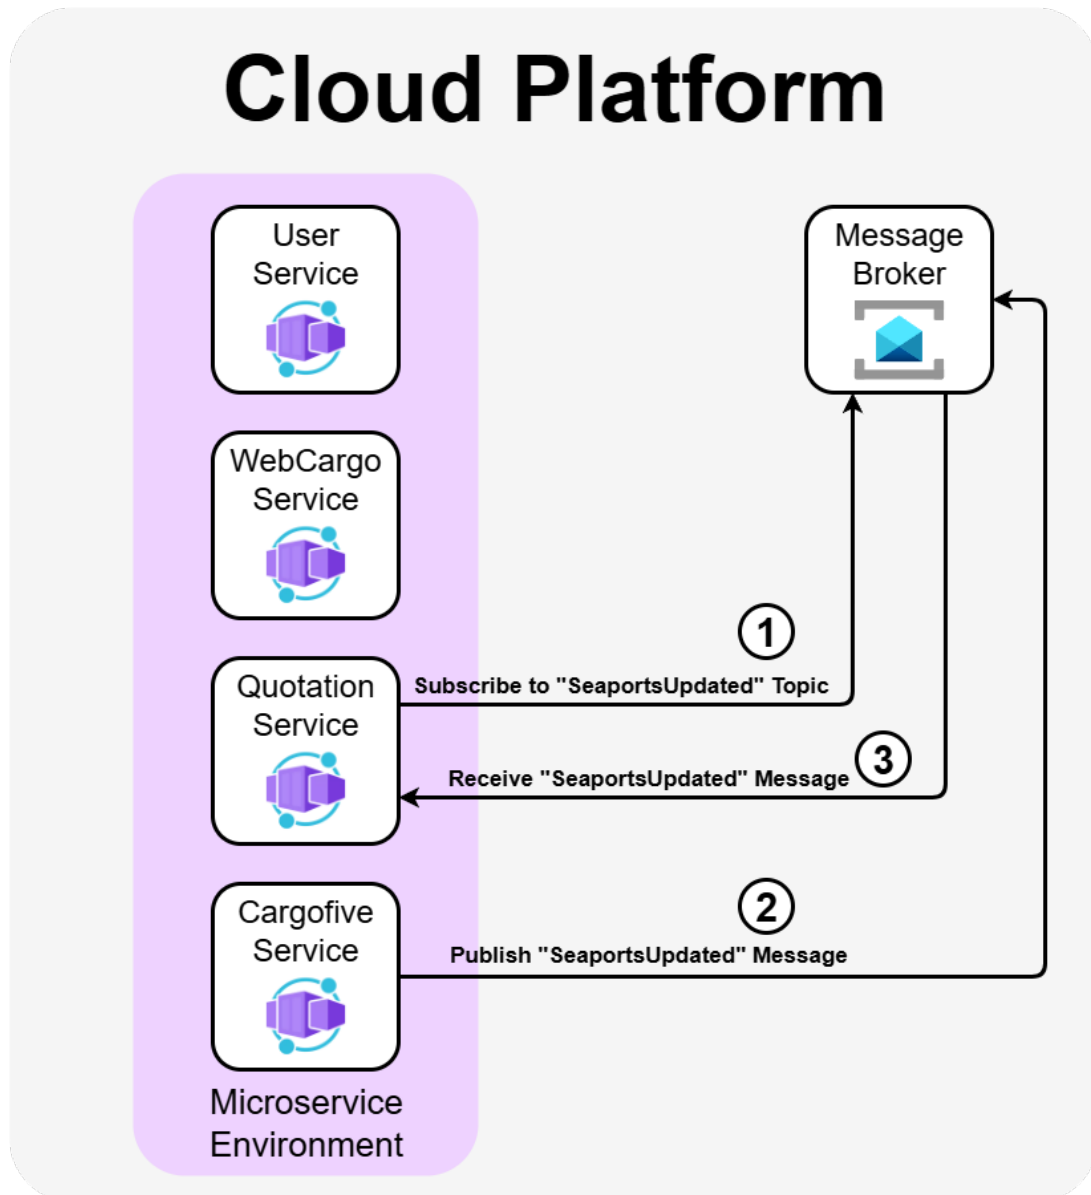 Cloud Platform
User
Service
Message
Broker
WebCargo
Service
1
Quotation
Service
Subscribe to "SeaportsUpdated" Topic
3
Receive "SeaportsUpdated" Message
Cargofive
Service
2
Publish "SeaportsUpdated" Message
Microservice
Environment